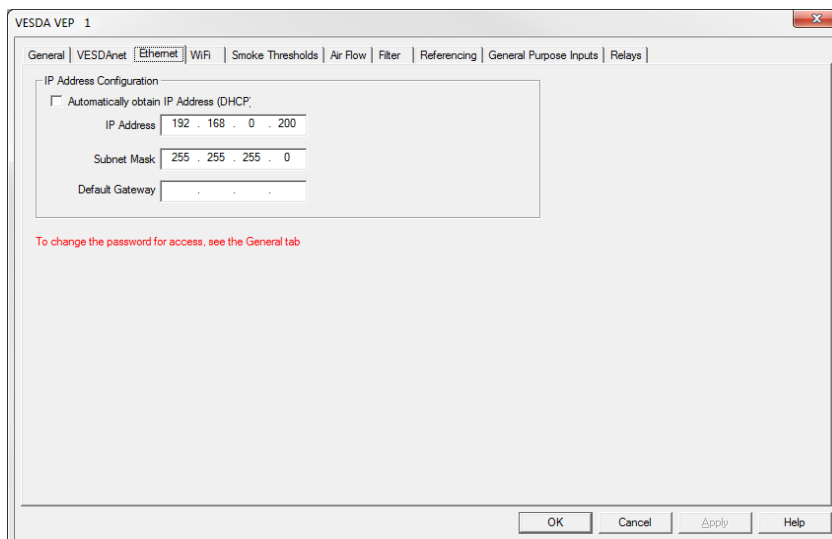 VESDA VEP 1
General VESDAnet Ethernet WiFi Smoke Thresholds Air Flow Filter Referencing General Purpose Inputs Relays
IP Address Configuration
Automatically obtain IP Address (DHCP)
IP Address 192 . 168 . 0 . 200
Subnet Mask 255 . 255 . 255 . 0
Default Gateway . . .
To change the password for access, see the General tab
OK Cancel Apply Help